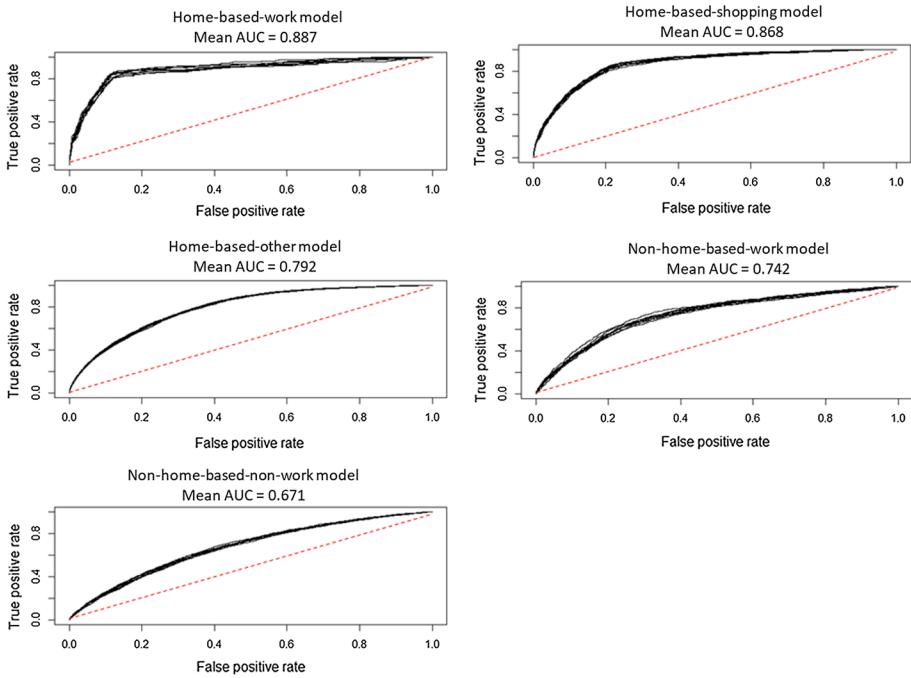 Home-based-work model
Mean AUC = 0.887
True positive rate
0.0 0.4 0.8
0.0 0.2 0.4 0.6 0.8 1.0
False positive rate
Home-based-shopping model
Mean AUC = 0.868
True positive rate
0.0 0.4 0.8
0.0 0.2 0.4 0.6 0.8 1.0
False positive rate
Home-based-other model
Mean AUC = 0.792
True positive rate
0.0 0.4 0.8
0.0 0.2 0.4 0.6 0.8 1.0
False positive rate
Non-home-based-work model
Mean AUC = 0.742
True positive rate
0.0 0.4 0.8
0.0 0.2 0.4 0.6 0.8 1.0
False positive rate
Non-home-based-non-work model
Mean AUC = 0.671
True positive rate
0.0 0.4 0.8
0.0 0.2 0.4 0.6 0.8 1.0
False positive rate